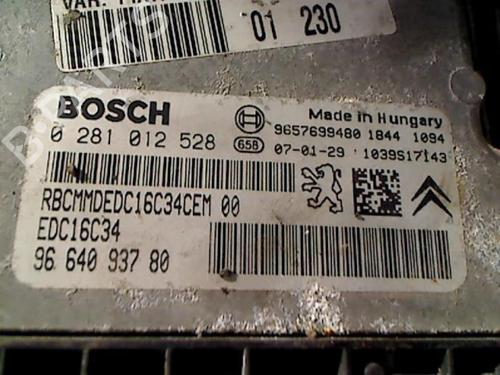 01 230
BOSCH
Made in Hungary
0 281 012 528
658
9657699480 1844 1094
07-01-29 1039S17143
RBCMMDEDC16C34CEM 00
EDC16C34
96 640 937 80